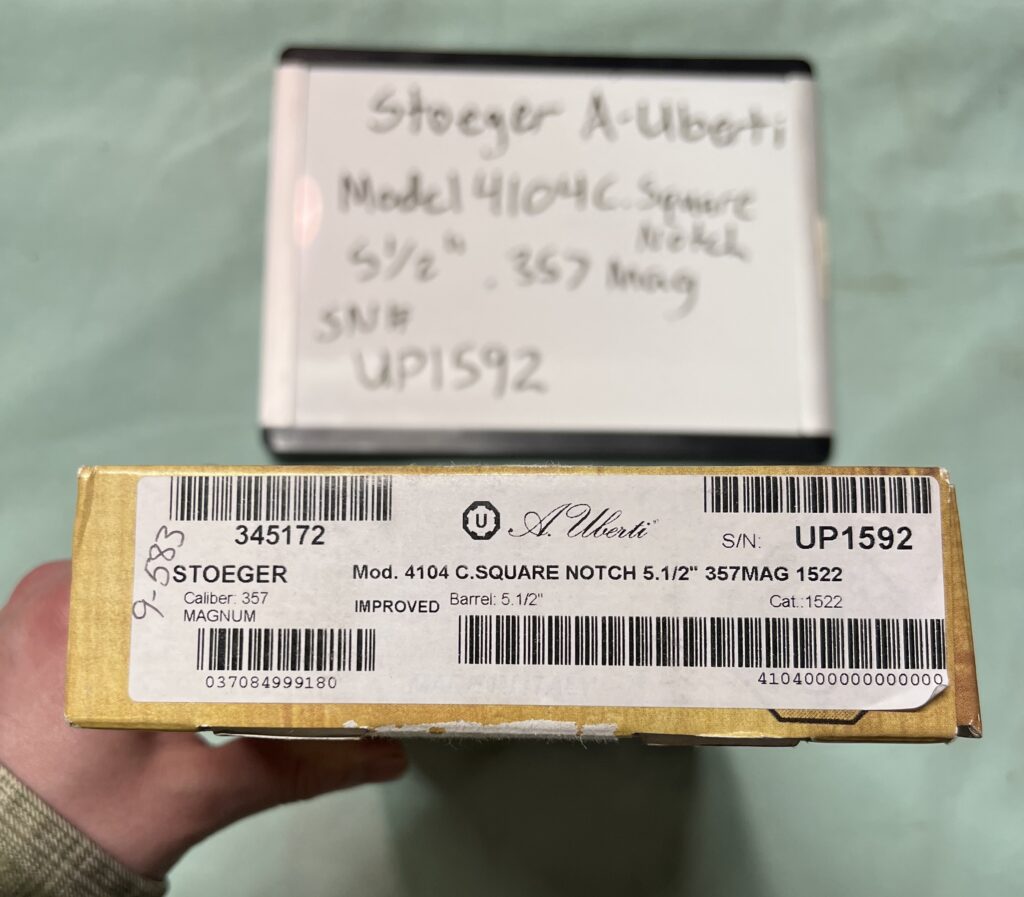 Stoeger A-Uberti
Model 4104 C. Square
Notch
5 1/2" .357 Mag
SN#
UP1592
345172
U A. Uberti
S/N: UP1592
9-583
STOEGER
Mod. 4104 C.SQUARE NOTCH 5.1/2" 357MAG 1522
Caliber: 357
MAGNUM
IMPROVED
Barrel: 5.1/2"
Cat.:1522
037084999180
4104000000000000